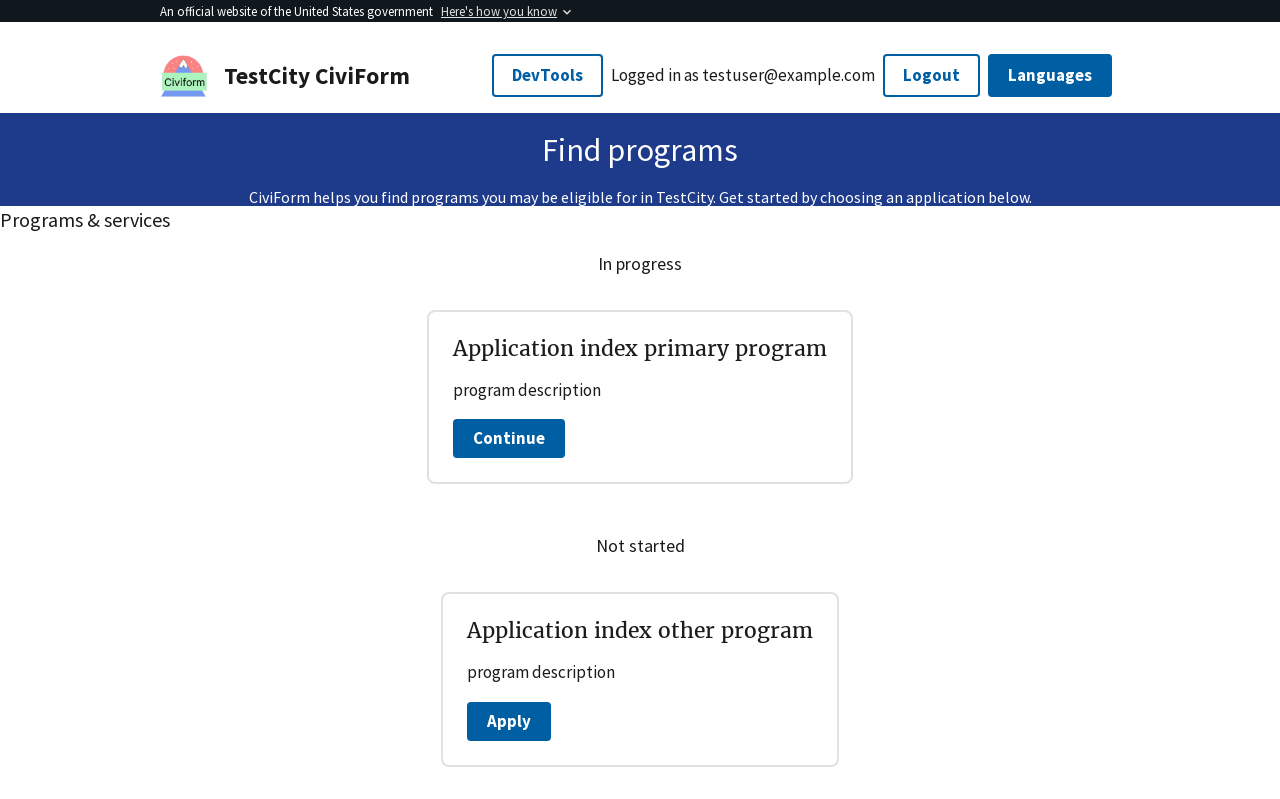 An official website of the United States government Here's how you know
Civiform
TestCity CiviForm
DevTools
Logged in as testuser@example.com
Logout
Languages
Find programs
CiviForm helps you find programs you may be eligible for in TestCity. Get started by choosing an application below.
Programs & services
In progress
Application index primary program
program description
Continue
Not started
Application index other program
program description
Apply